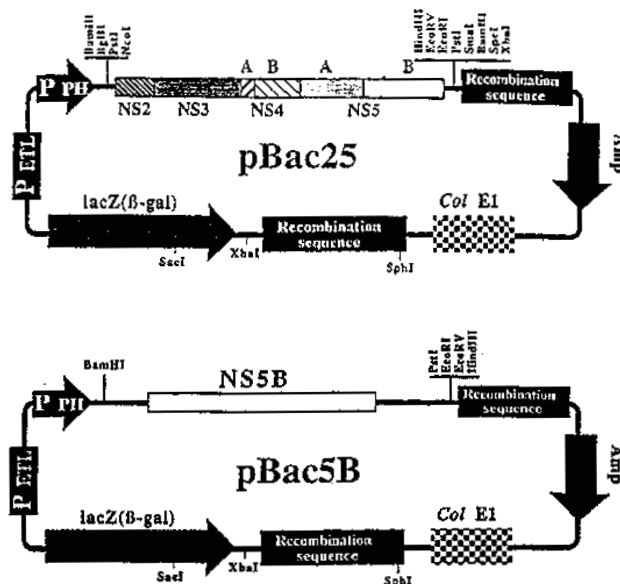 BamHI
BglII
PstI
NcoI
HindIII
EcoRV
EcoRI
PstI
SmaI
BamHI
SpeI
XbaI
P PH
A B A B
NS2 NS3 NS4 NS5
Recombination
sequence
P ETL
pBac25
Amp
lacZ(ß-gal)
SacI
XbaI
Recombination
sequence
SphI
Col E1
BamHI
PstI
EcoRI
EcoRV
HindIII
P PH
NS5B
Recombination
sequence
P ETL
pBac5B
Amp
lacZ(ß-gal)
SacI
XbaI
Recombination
sequence
SphI
Col E1